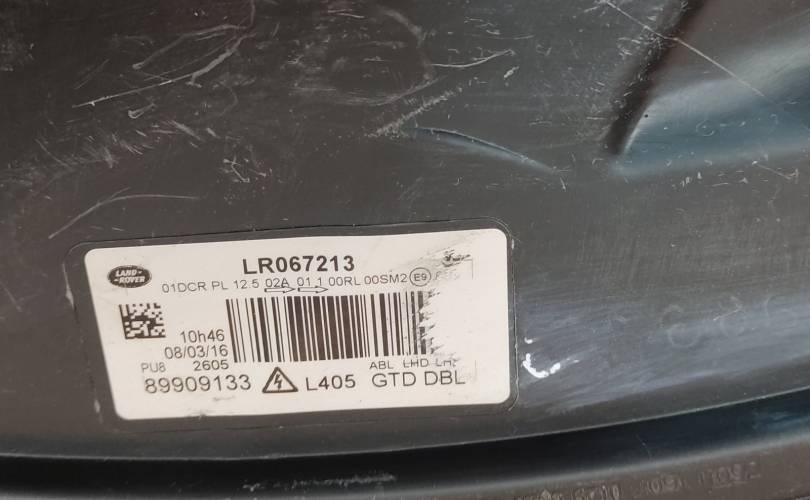 LR067213
LAND-
-ROVER
01DCR PL 12.5 02A 01 1 00RL 00SM2 E9
10h46
08/03/16
PU8 2605
ABL LHD
89909133 L405 GTD DBL